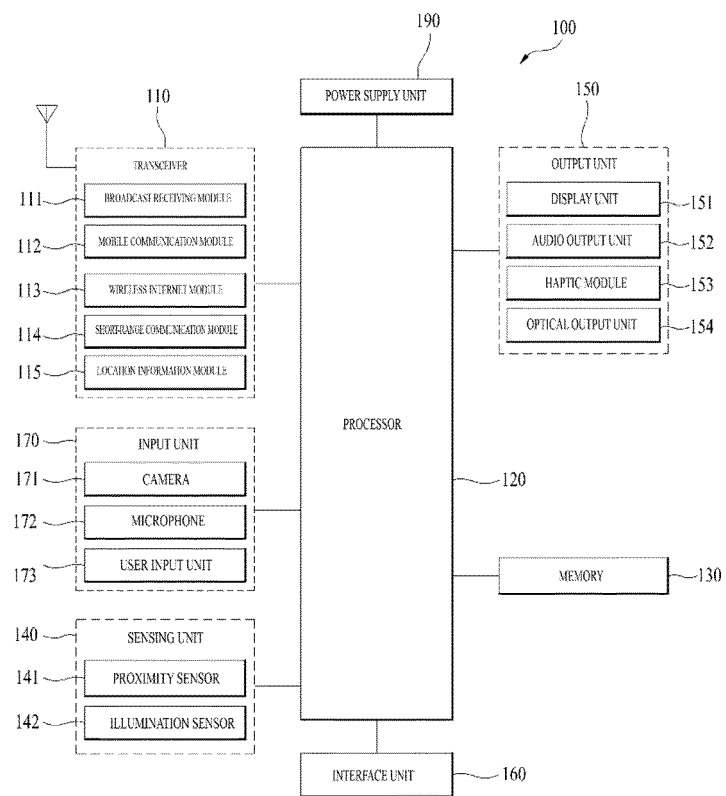 190
100
POWER SUPPLY UNIT
110
TRANSCEIVER
111
BROADCAST RECEIVING MODULE
112
MOBILE COMMUNICATION MODULE
113
WIRELESS INTERNET MODULE
114
SHORT-RANGE COMMUNICATION MODULE
115
LOCATION INFORMATION MODULE
170
INPUT UNIT
171
CAMERA
172
MICROPHONE
173
USER INPUT UNIT
140
SENSING UNIT
141
PROXIMITY SENSOR
142
ILLUMINATION SENSOR
PROCESSOR
120
150
OUTPUT UNIT
DISPLAY UNIT
151
AUDIO OUTPUT UNIT
152
HAPTIC MODULE
153
OPTICAL OUTPUT UNIT
154
MEMORY
130
INTERFACE UNIT
160